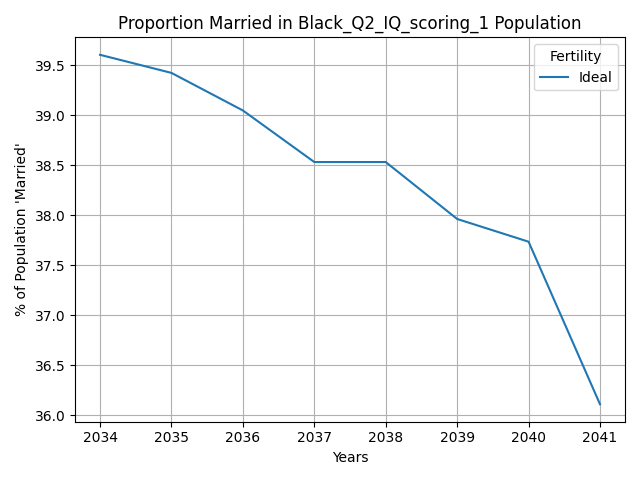 Proportion Married in Black_Q2_IQ_scoring_1 Population
Fertility
Ideal
39.5
39.0
38.5
38.0
37.5
37.0
36.5
36.0
% of Population 'Married'
2034 2035 2036 2037 2038 2039 2040 2041
Years